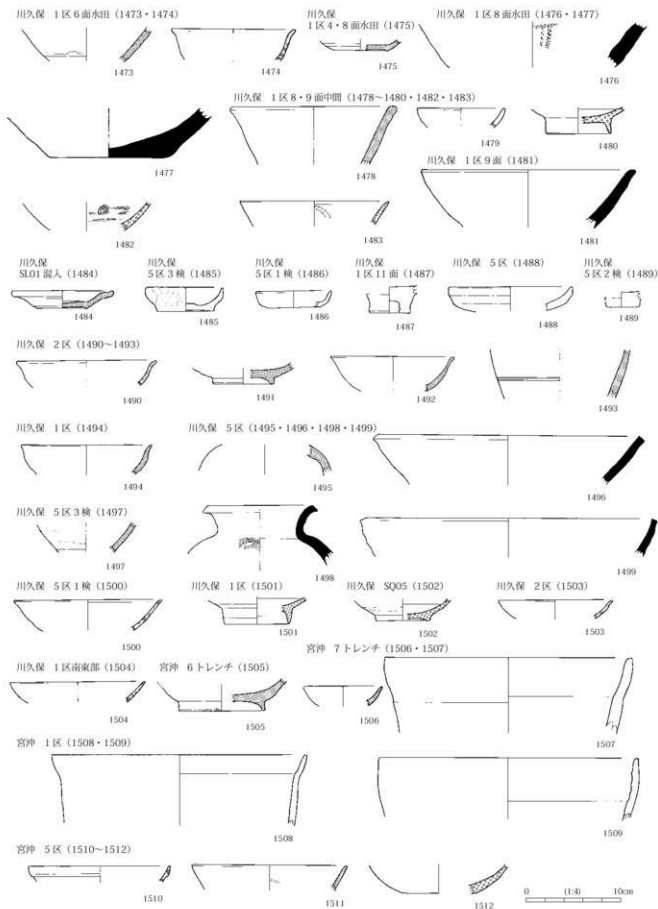 川久保 1区6面水田(1473・1474)
川久保
1区4・8面水田(1475)
川久保 1区8面水田(1476・1477)
1473
1474
1475
1476
川久保 1区8・9面中間(1478～1480・1482・1483)
1477
1478
1479
1480
川久保 1区9面(1481)
1482
1483
1481
川久保
SL01混入(1484)
川久保
5区3検(1485)
川久保
5区1検(1486)
川久保
1区11面(1487)
川久保 5区(1488)
川久保
5区2検(1489)
1484
1485
1486
1487
1488
1489
川久保 2区(1490～1493)
1490
1491
1492
1493
川久保 1区(1494)
川久保 5区(1495・1496・1498・1499)
1494
1495
1496
川久保 5区3検(1497)
1497
1498
1499
川久保 5区1検(1500)
川久保 1区(1501)
川久保 SQ05(1502)
川久保 2区(1503)
1500
1501
1502
1503
川久保 1区南東部(1504)
宮沖 6トレンチ(1505)
宮沖 7トレンチ(1506・1507)
1504
1505
1506
1507
宮沖 1区(1508・1509)
1508
1509
宮沖 5区(1510～1512)
1510
1511
1512
0 (1:4) 10cm